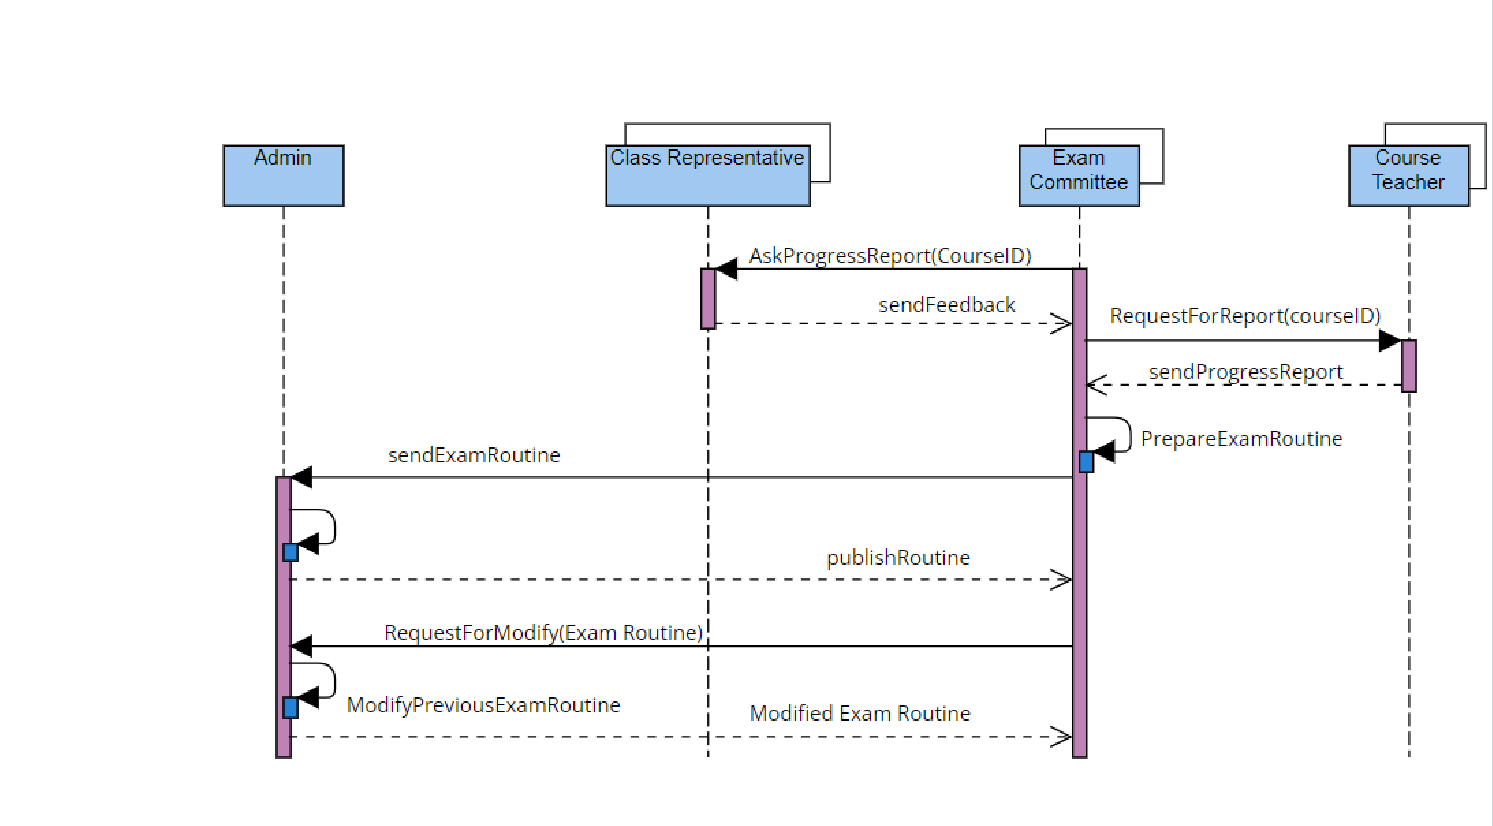 Admin
Class Representative
Exam
Committee
Course
Teacher
AskProgressReport(CourseID)
sendFeedback
RequestForReport(courseID)
sendProgressReport
PrepareExamRoutine
sendExamRoutine
publishRoutine
RequestForModify(Exam Routine)
ModifyPreviousExamRoutine
Modified Exam Routine